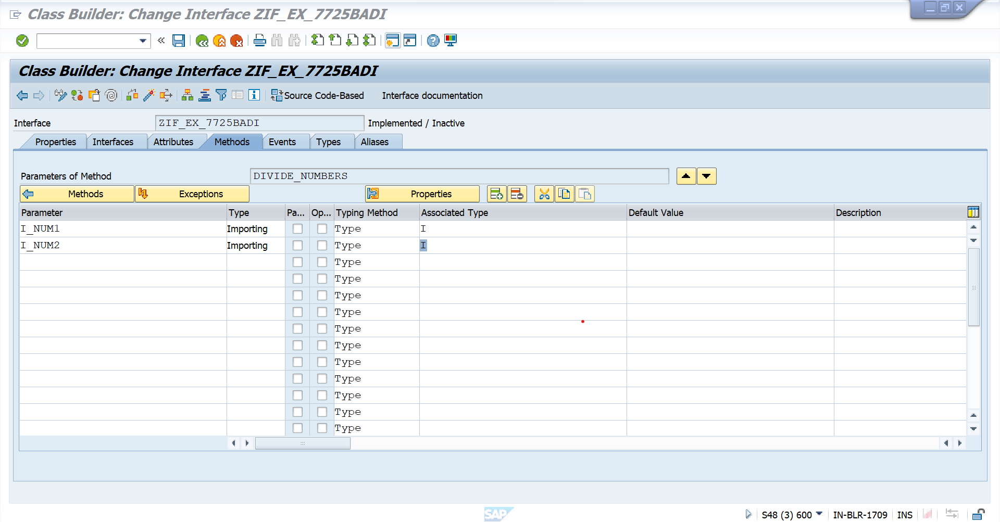 Class Builder: Change Interface ZIF_EX_7725BADI
Class Builder: Change Interface ZIF_EX_7725BADI
Source Code-Based Interface documentation
Interface ZIF_EX_7725BADI Implemented / Inactive
Properties Interfaces Attributes Methods Events Types Aliases
Parameters of Method DIVIDE_NUMBERS
Methods Exceptions Properties
Parameter Type Pa... Op... Typing Method Associated Type Default Value Description
I_NUM1 Importing Type I
I_NUM2 Importing Type I
Type
Type
Type
Type
Type
Type
Type
Type
Type
Type
Type
SAP S48 (3) 600 IN-BLR-1709 INS